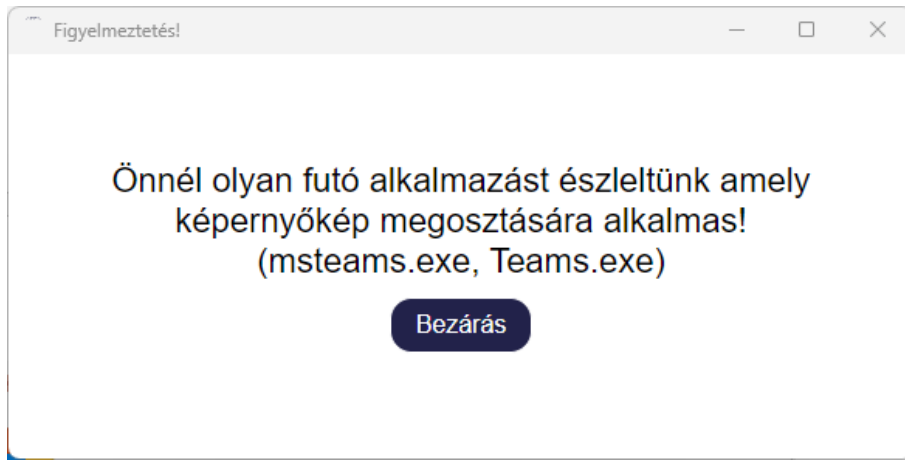 Figyelmeztetés!
Önnél olyan futó alkalmazást észleltünk amely
képernyőkép megosztására alkalmas!
(msteams.exe, Teams.exe)
Bezárás